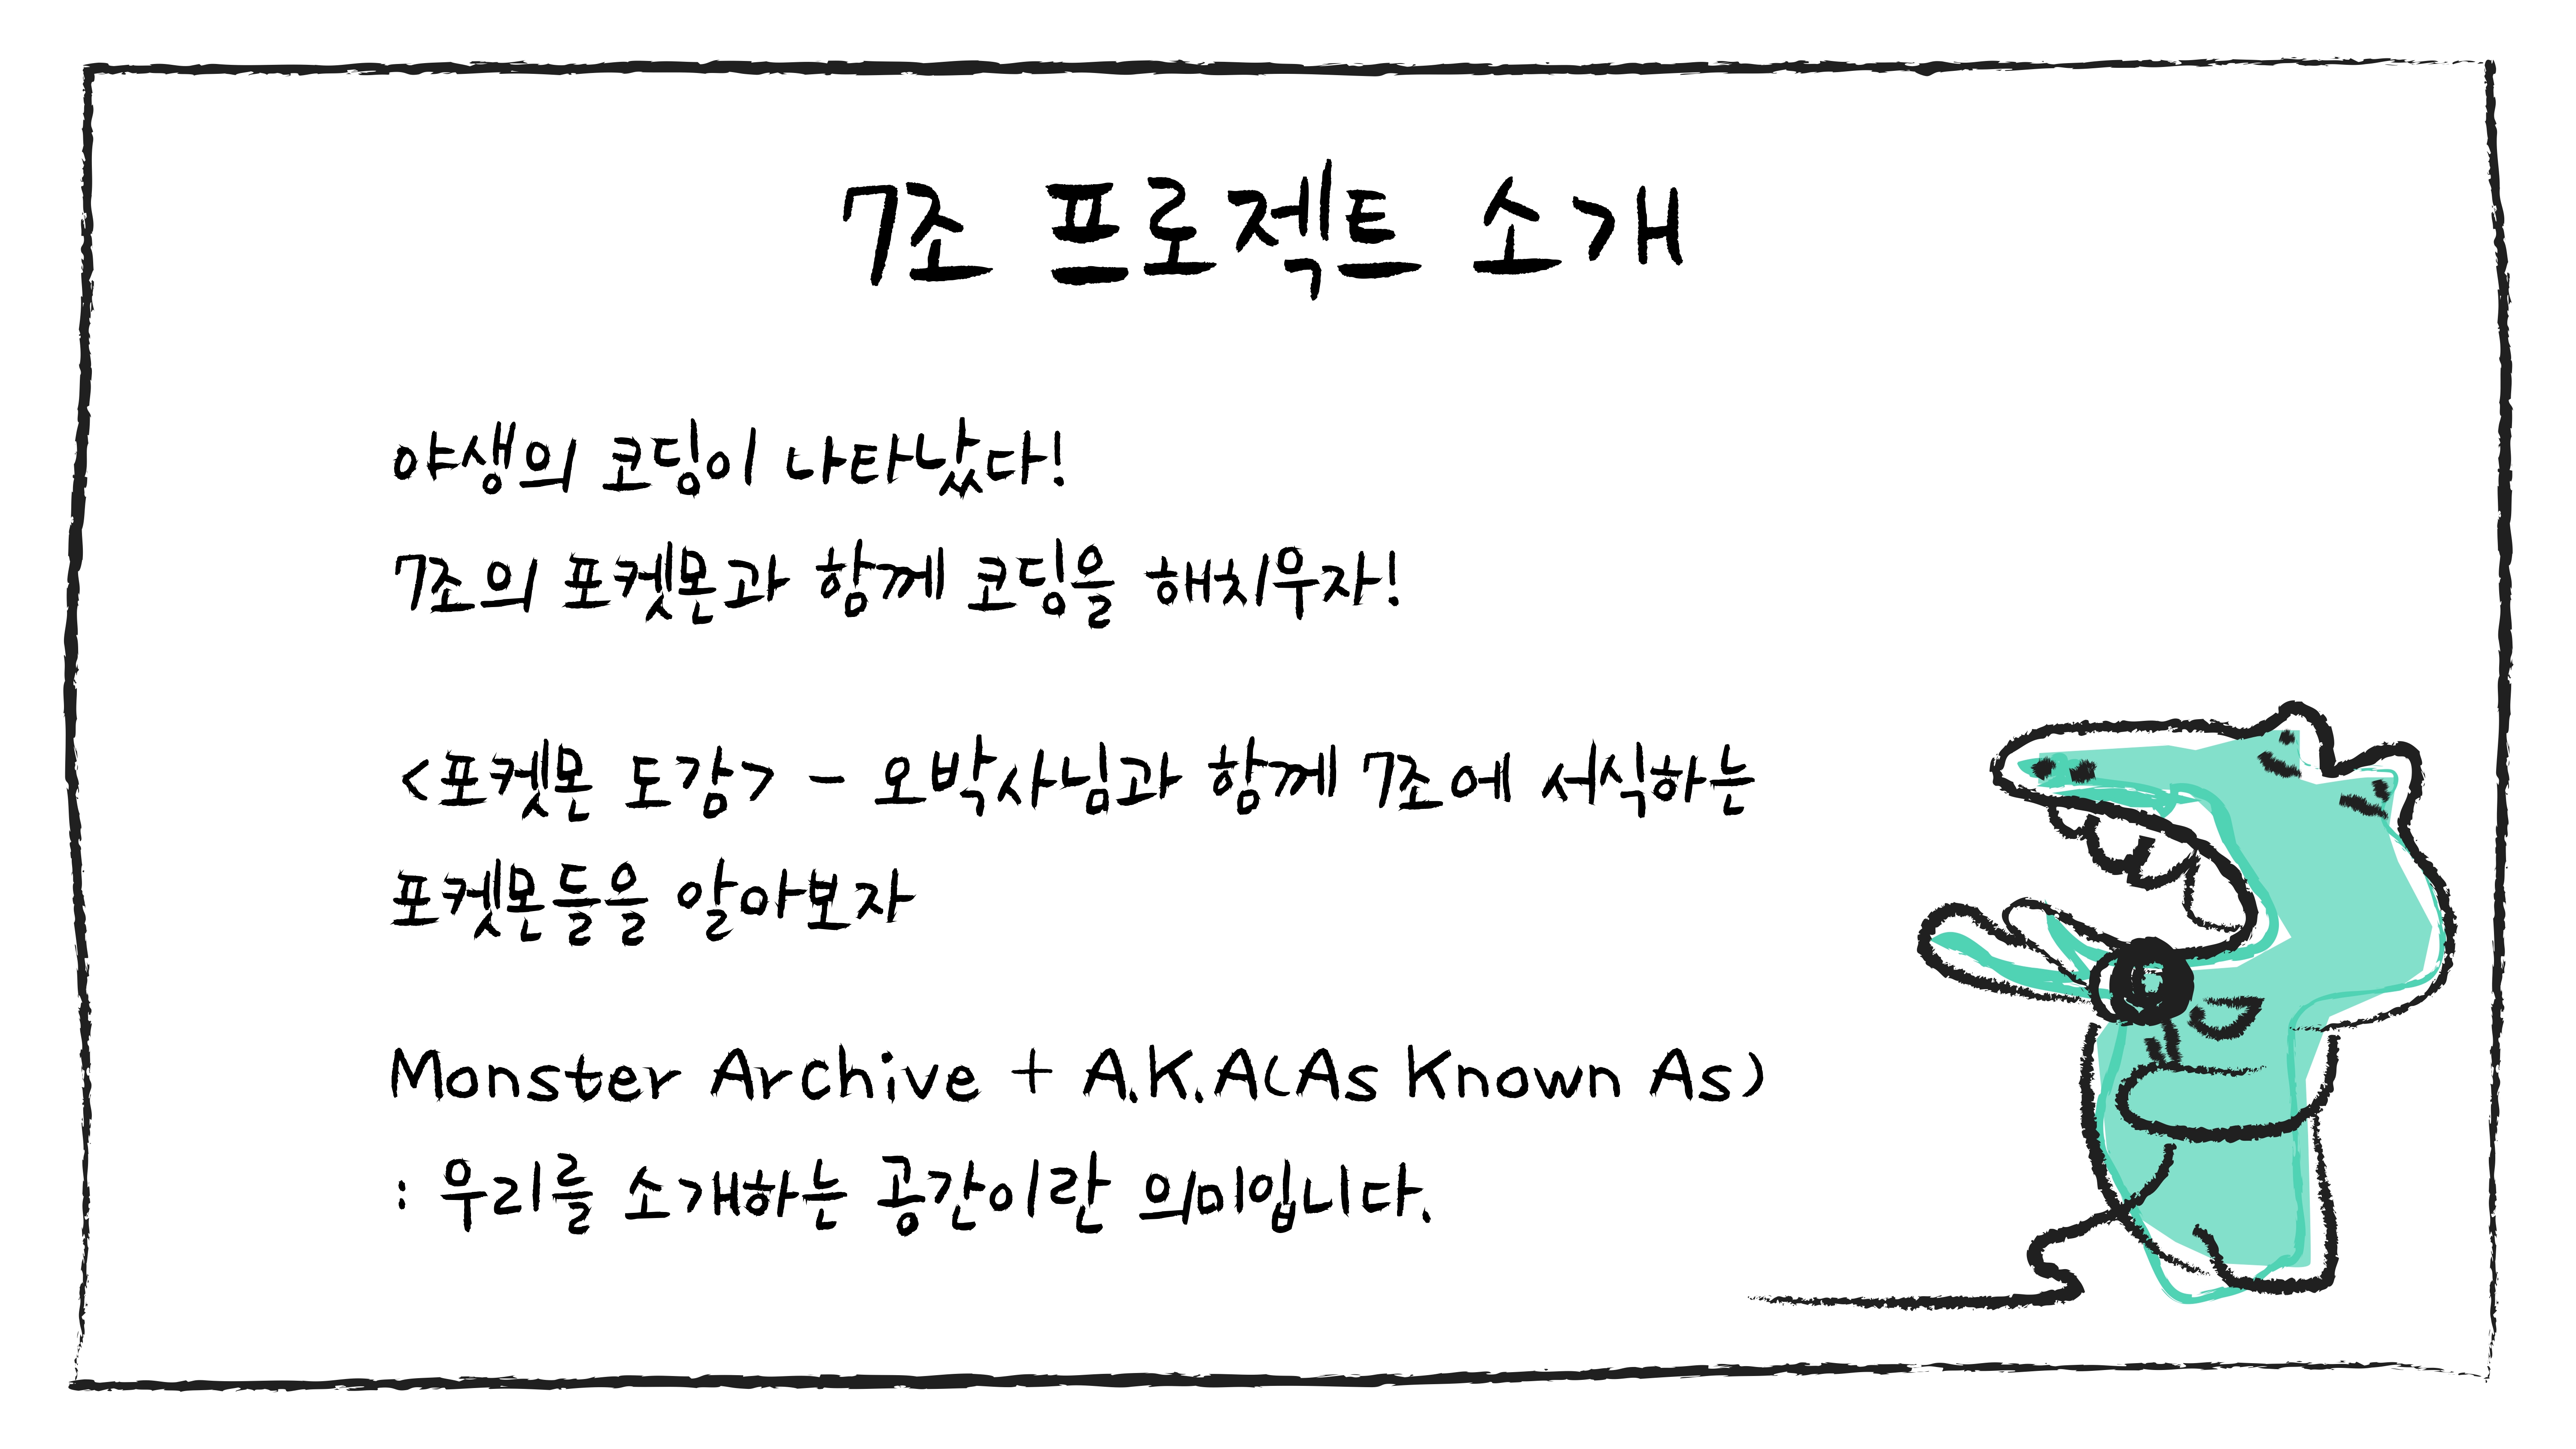 7조 프로젝트 소개
야생의 코딩이 나타났다!
7조의 포켓몬과 함께 코딩을 해치우자!
<포켓몬 도감> - 오박사님과 함께 7조에 서식하는
포켓몬들을 알아보자
Monster Archive + A.K.A(As Known As)
: 우리를 소개하는 공간이란 의미입니다.